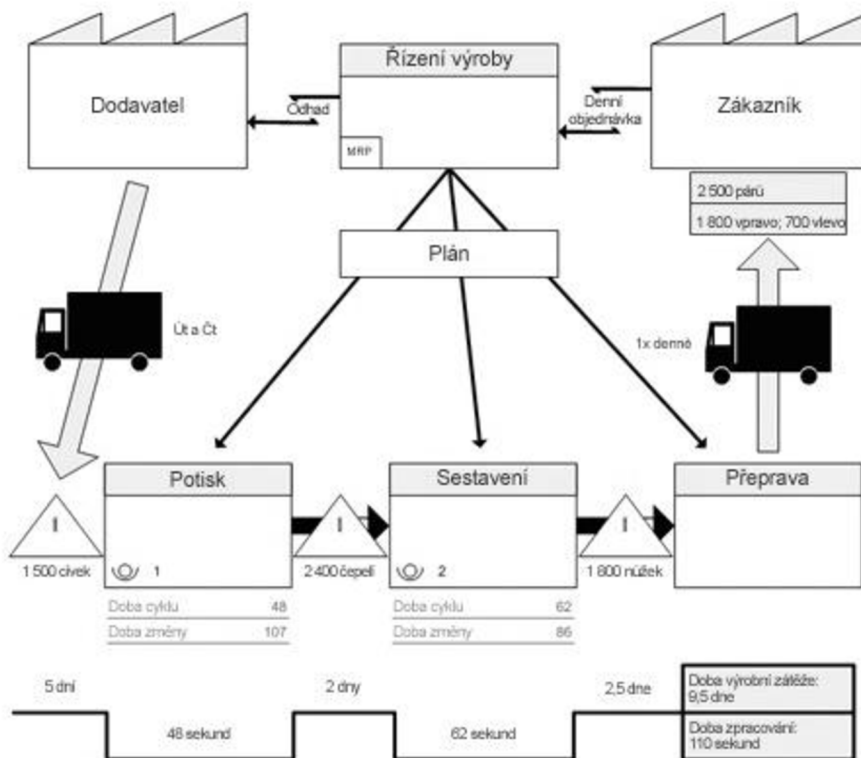 Dodavatel
Odhad
Řízení výroby
MRP
Denní
objednávka
Zákazník
2 500 párů
1 800 vpravo; 700 vlevo
Plán
Út a Čt
1x denně
Potisk
Sestavení
Přeprava
I
I
I
1 500 cívek
1
2 400 čepelí
2
1 800 nůžek
Doba cyklu 48
Doba změny 107
Doba cyklu 62
Doba změny 86
5 dní
2 dny
2,5 dne
48 sekund
62 sekund
Doba výrobní zátěže:
9,5 dne
Doba zpracování:
110 sekund